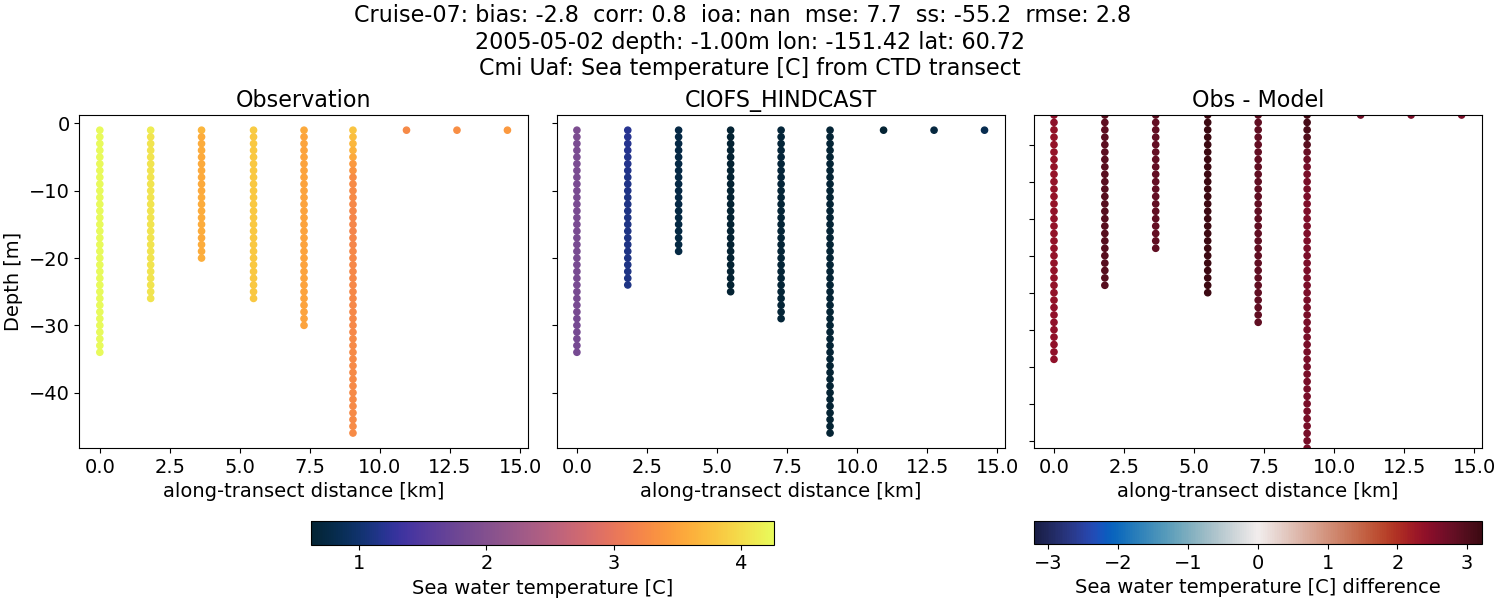 Cruise-07: bias: -2.8  corr: 0.8  ioa: nan  mse: 7.7  ss: -55.2  rmse: 2.8
2005-05-02 depth: -1.00m lon: -151.42 lat: 60.72
Cmi Uaf: Sea temperature [C] from CTD transect
Observation
CIOFS_HINDCAST
Obs - Model
Depth [m]
0
−10
−20
−30
−40
0.0 2.5 5.0 7.5 10.0 12.5 15.0
0.0 2.5 5.0 7.5 10.0 12.5 15.0
0.0 2.5 5.0 7.5 10.0 12.5 15.0
along-transect distance [km]
along-transect distance [km]
along-transect distance [km]
1 2 3 4
Sea water temperature [C]
−3 −2 −1 0 1 2 3
Sea water temperature [C] difference